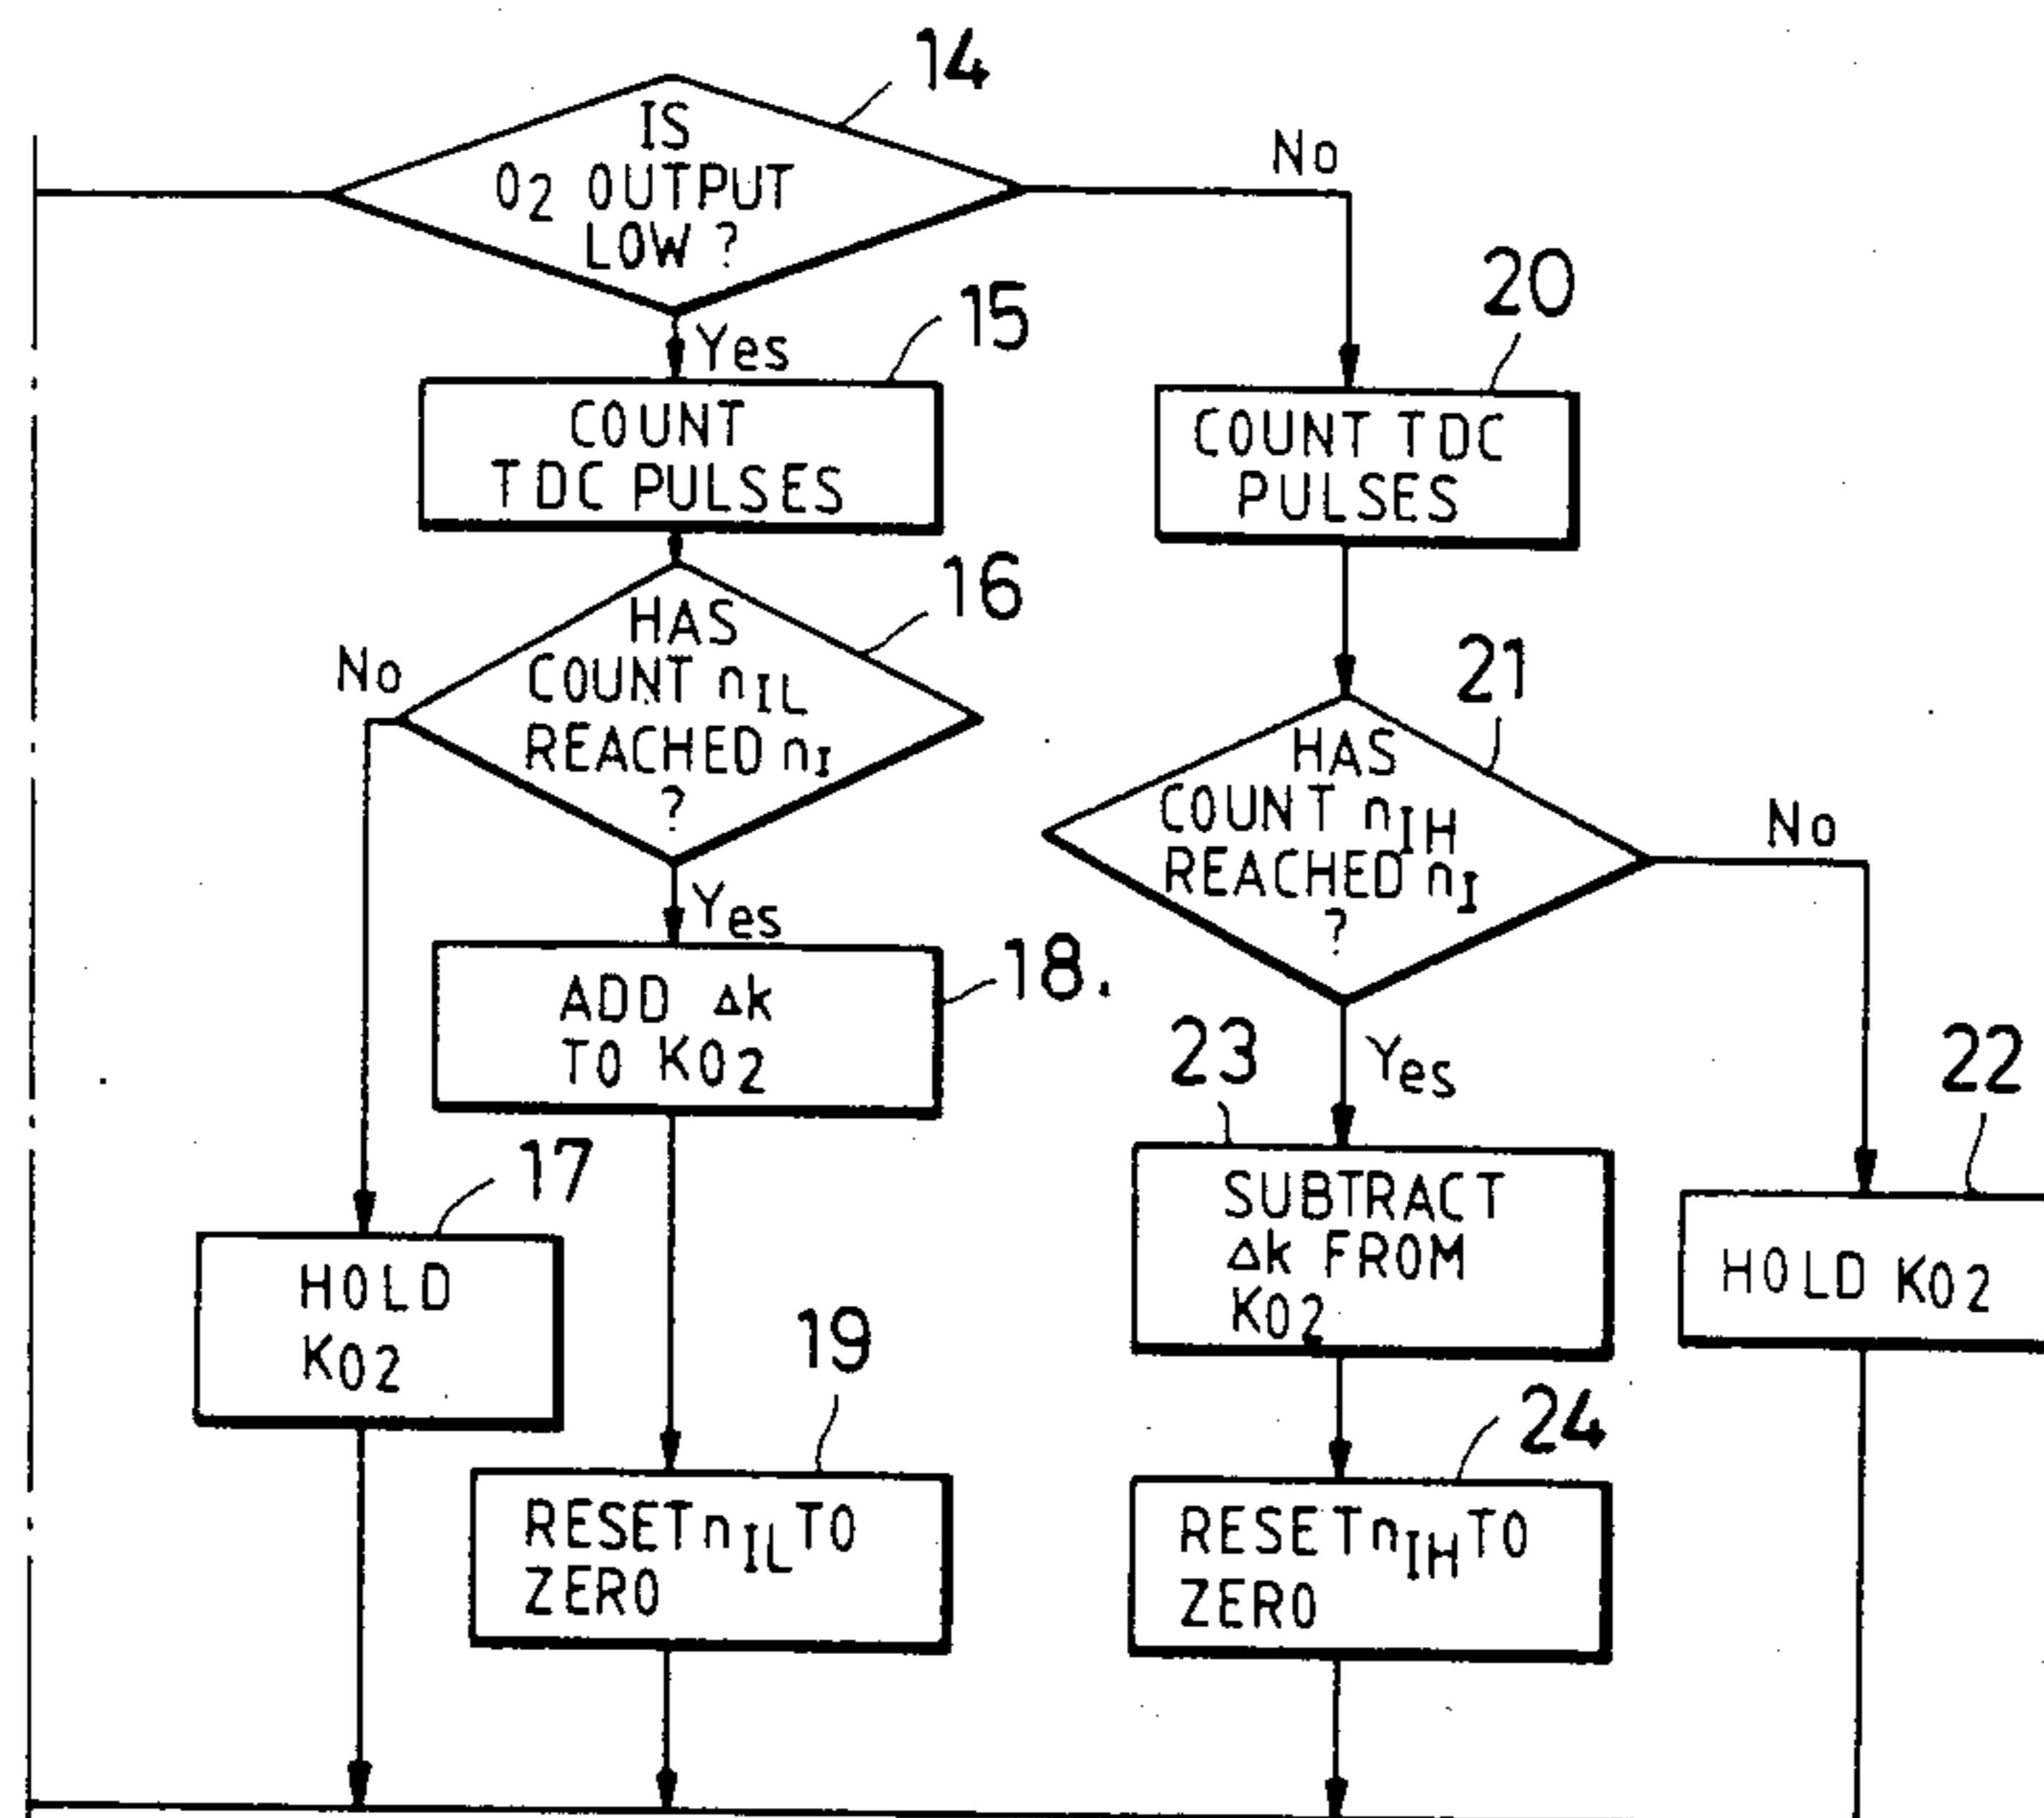 14
IS
O2 OUTPUT
LOW ?
No
Yes
15
COUNT
TDC PULSES
20
COUNT TDC
PULSES
16
HAS
COUNT nIL
REACHED nI
?
No
Yes
21
HAS
COUNT nIH
REACHED nI
?
No
Yes
18.
ADD Δk
TO KO2
17
HOLD
KO2
23
SUBTRACT
Δk FROM
KO2
22
HOLD KO2
19
RESET nIL TO
ZERO
24
RESET nIH TO
ZERO